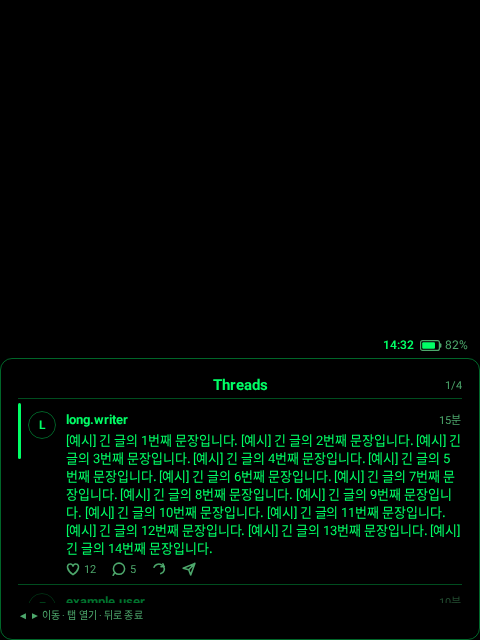 14:32 82%
Threads 1/4
L long.writer 15분
[예시] 긴 글의 1번째 문장입니다. [예시] 긴 글의 2번째 문장입니다. [예시] 긴
글의 3번째 문장입니다. [예시] 긴 글의 4번째 문장입니다. [예시] 긴 글의 5
번째 문장입니다. [예시] 긴 글의 6번째 문장입니다. [예시] 긴 글의 7번째 문
장입니다. [예시] 긴 글의 8번째 문장입니다. [예시] 긴 글의 9번째 문장입니
다. [예시] 긴 글의 10번째 문장입니다. [예시] 긴 글의 11번째 문장입니다.
[예시] 긴 글의 12번째 문장입니다. [예시] 긴 글의 13번째 문장입니다. [예시]
긴 글의 14번째 문장입니다.
12 5
example.user 10분
◀ ▶ 이동 · 탭 열기 · 뒤로 종료